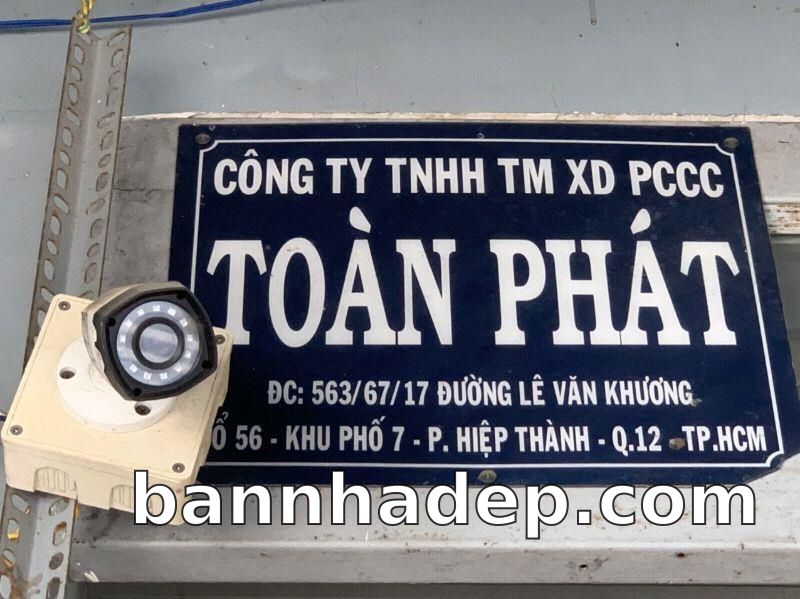 CÔNG TY TNHH TM XD PCCC
TOÀN PHÁT
ĐC: 563/67/17 ĐƯỜNG LÊ VĂN KHƯƠNG
56 - KHU PHỐ 7 - P. HIỆP THÀNH - Q.12 - TP.HCM
bannhadep.com